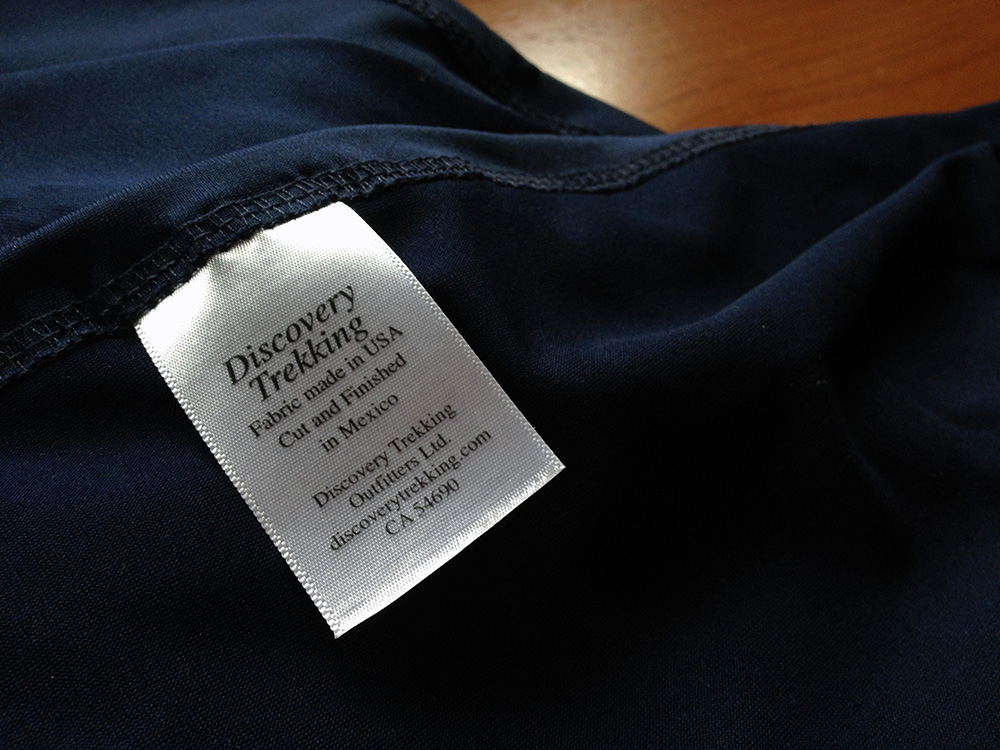 Discovery
Trekking
Fabric made in USA
Cut and Finished
in Mexico
Discovery Trekking
Outfitters Ltd.
discoverytrekking.com
CA 54690